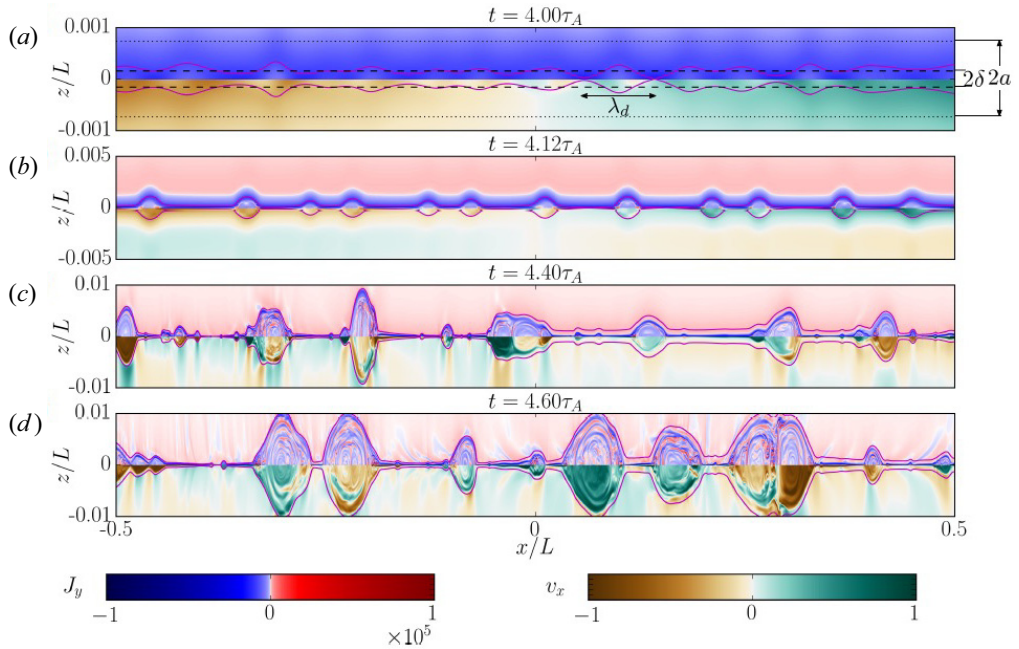 t = 4.00τ_A
(a)
0.001
z/L
0
-0.001
λ_d
2δ
2a
t = 4.12τ_A
(b)
0.005
z/L
0
-0.005
t = 4.40τ_A
(c)
0.01
z/L
0
-0.01
t = 4.60τ_A
(d)
0.01
z/L
0
-0.01
-0.5 0 0.5
x/L
J_y
−1 0 1
×10^5
v_x
−1 0 1